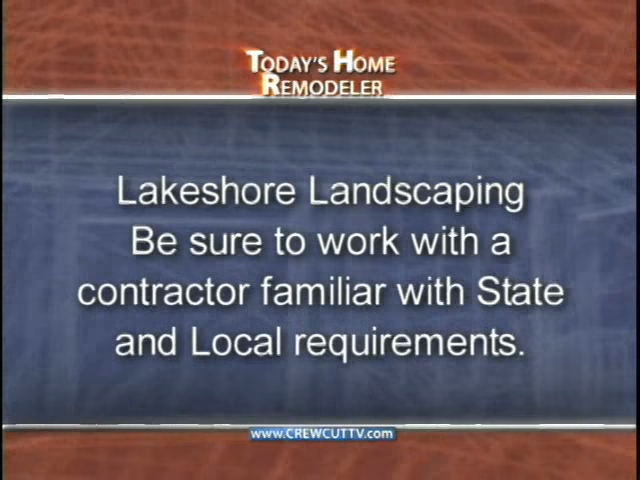 Today's Home
Remodeler
Lakeshore Landscaping
Be sure to work with a
contractor familiar with State
and Local requirements.
www.CREWCUTTV.com